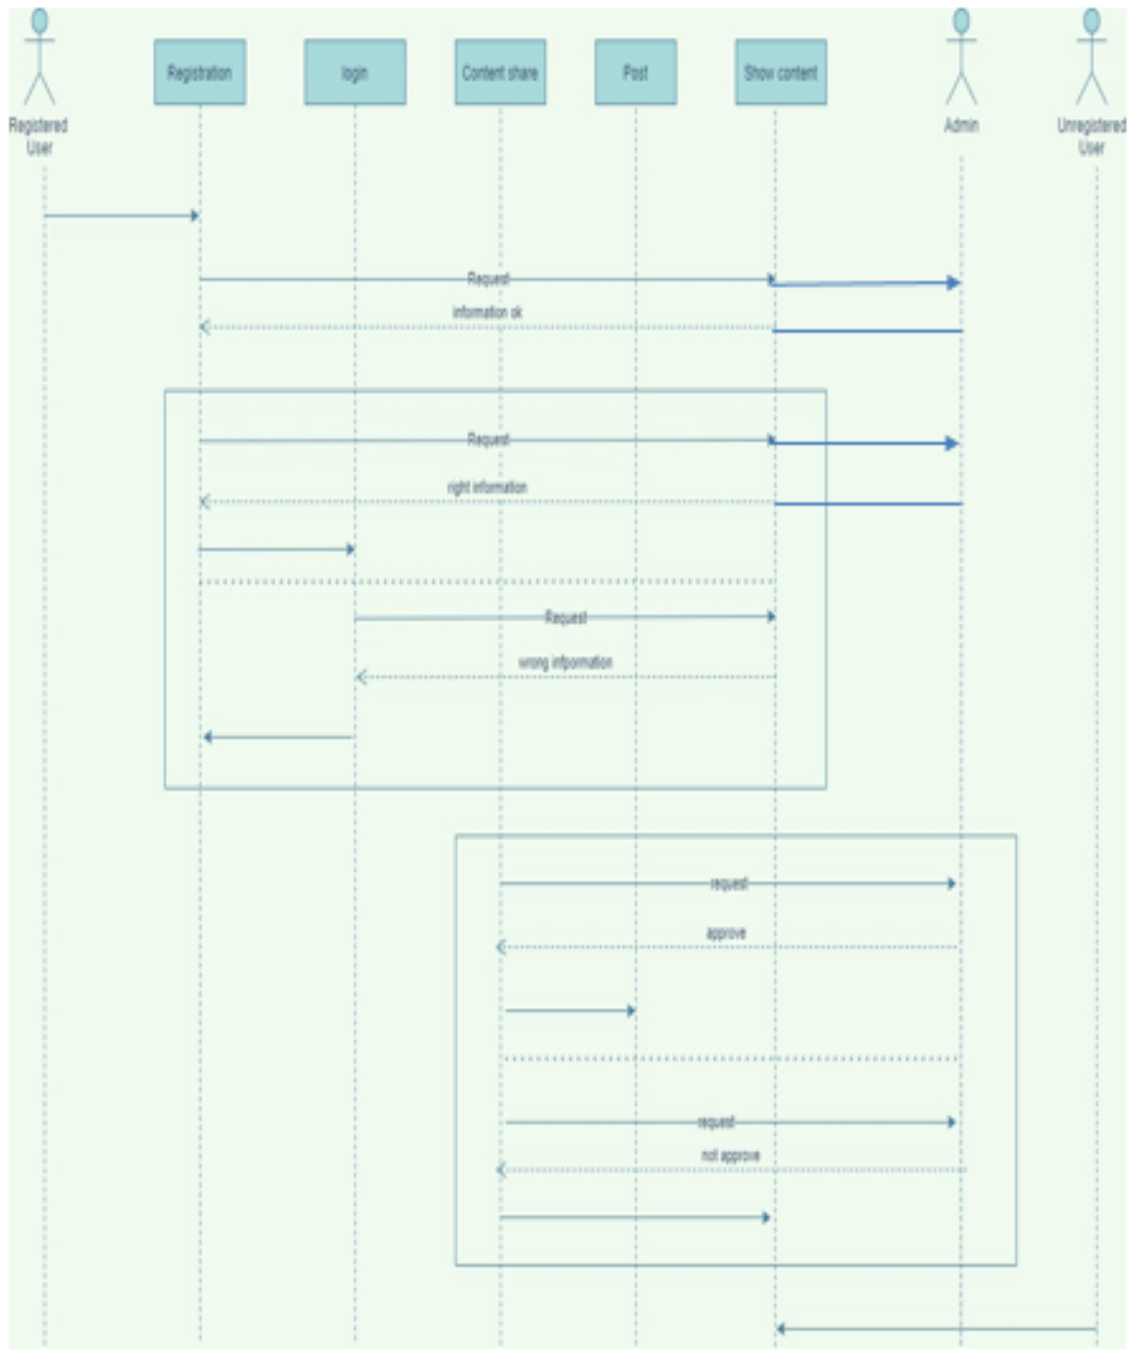 Registration
login
Content share
Post
Show content
Registered
User
Admin
Unregistered
User
Request
information ok
Request
right information
Request
wrong infpormation
request
approve
request
not approve